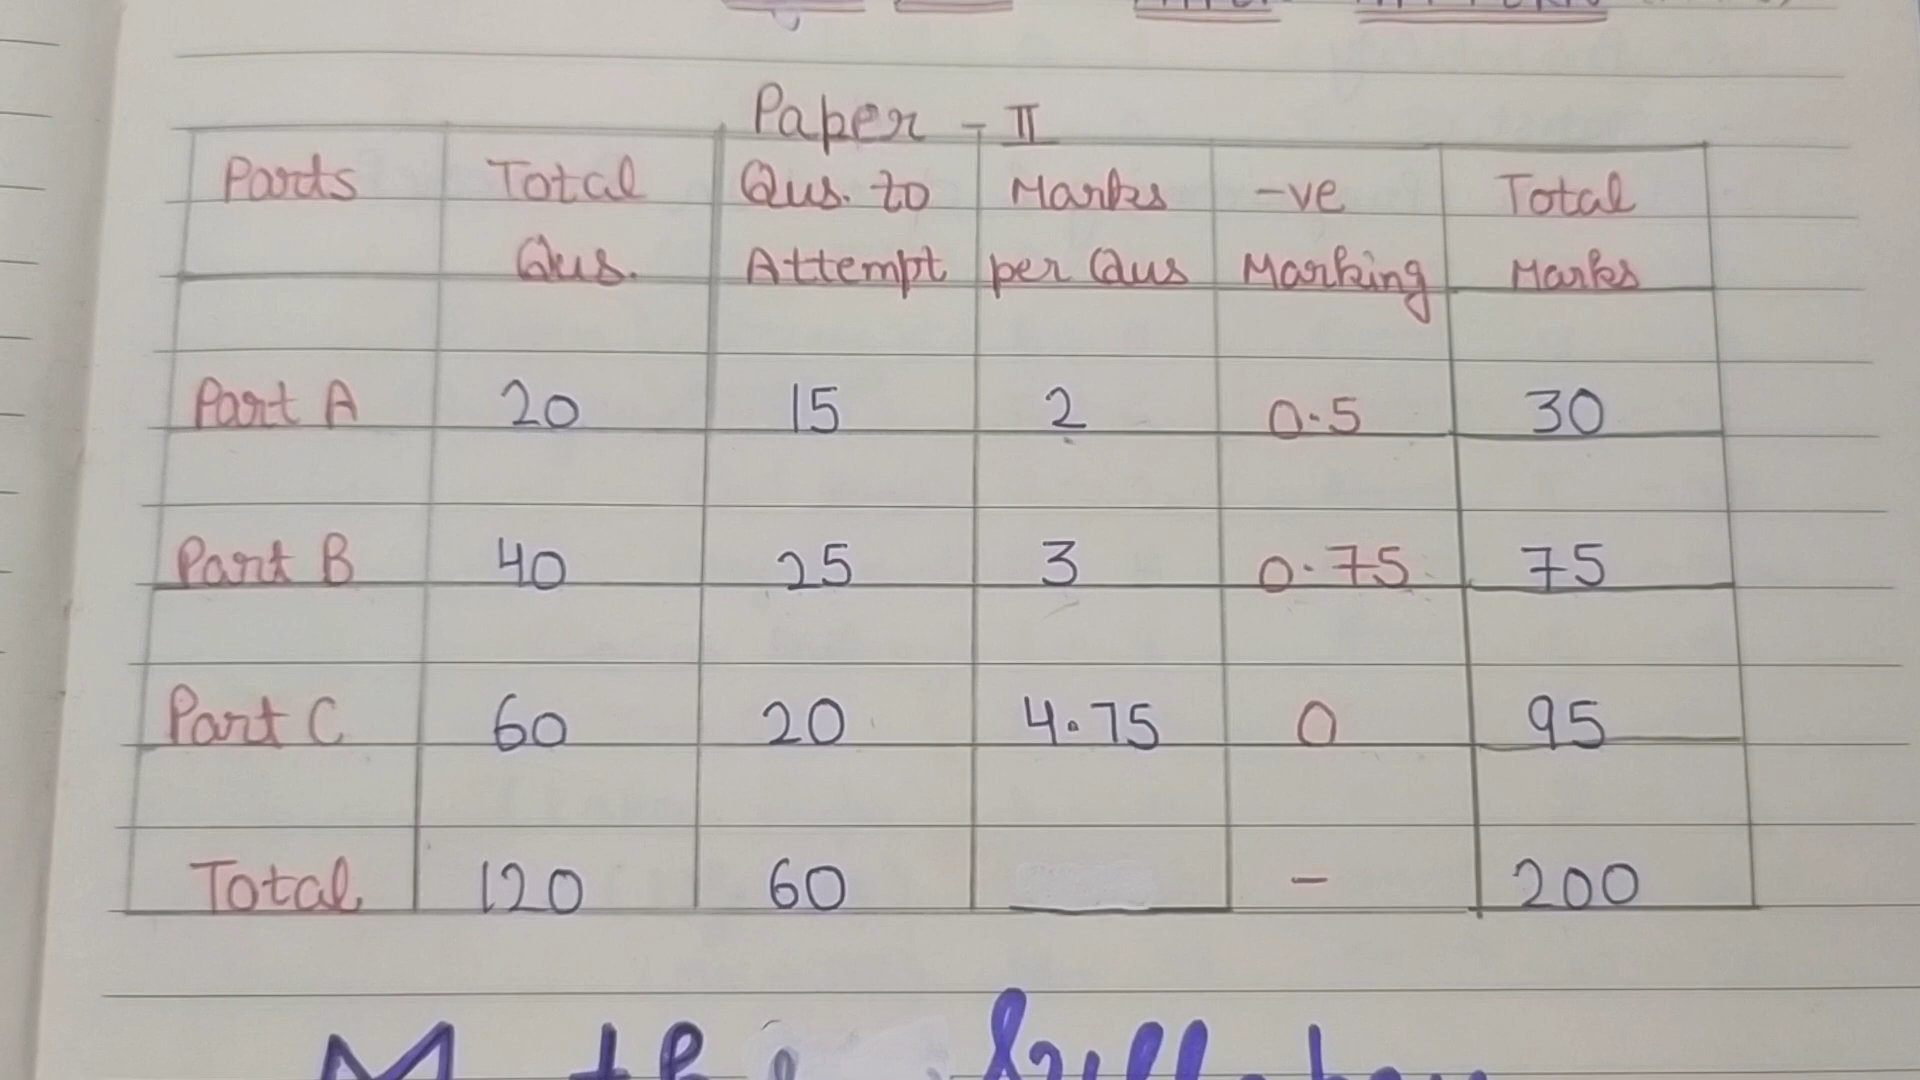 Paper - II
Parts Total Qus. to Marks -ve Total
Qus. Attempt per Qus Marking Marks
Part A 20 15 2 0.5 30
Part B 40 25 3 0.75 75
Part C 60 20 4.75 0 95
Total 120 60 - 200